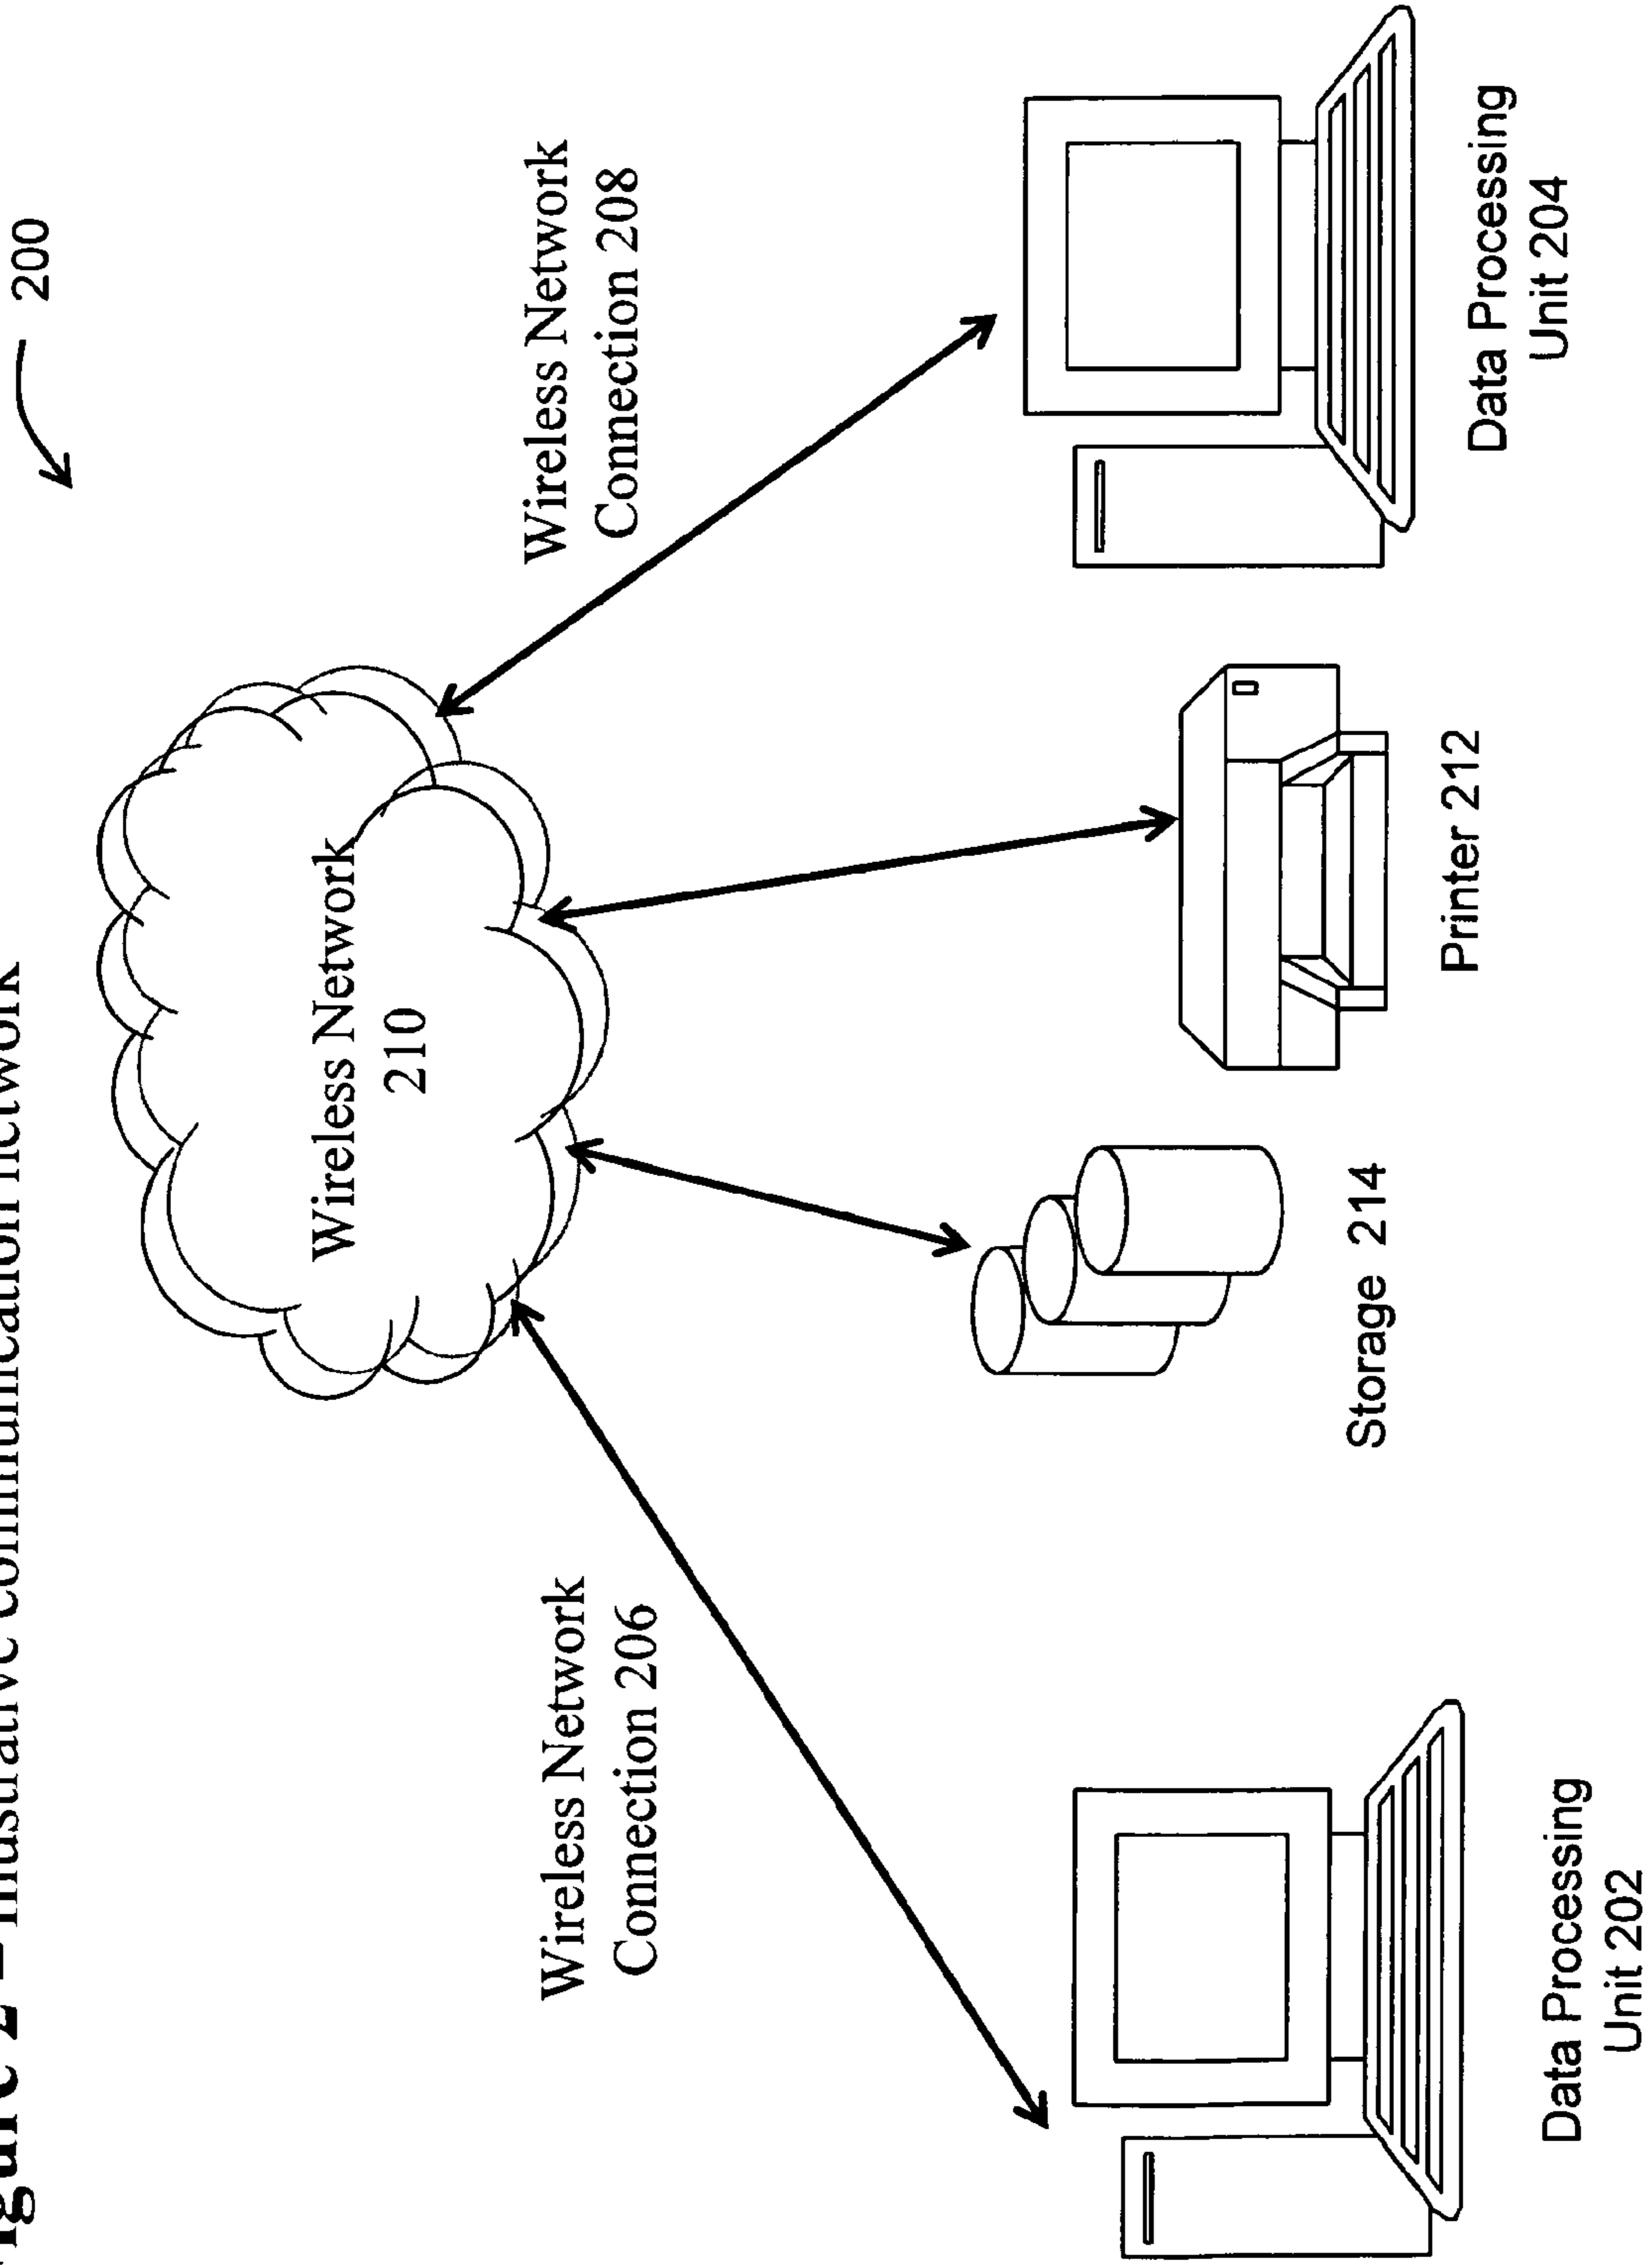 Figure 2 – Illustrative communication network
200
Wireless Network
210
Wireless Network
Connection 206
Wireless Network
Connection 208
Data Processing
Unit 202
Storage 214
Printer 212
Data Processing
Unit 204